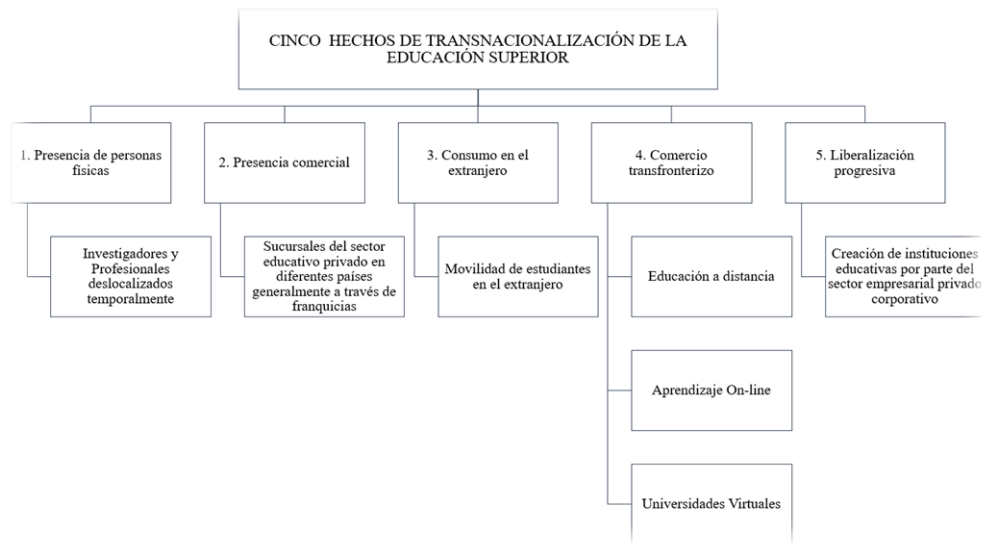 CINCO HECHOS DE TRANSNACIONALIZACIÓN DE LA
EDUCACIÓN SUPERIOR
1. Presencia de personas
físicas
2. Presencia comercial
3. Consumo en el
extranjero
4. Comercio
transfronterizo
5. Liberalización
progresiva
Investigadores y
Profesionales
deslocalizados
temporalmente
Sucursales del sector
educativo privado en
diferentes países
generalmente a través de
franquicias
Movilidad de estudiantes
en el extranjero
Educación a distancia
Creación de instituciones
educativas por parte del
sector empresarial privado
corporativo
Aprendizaje On-line
Universidades Virtuales